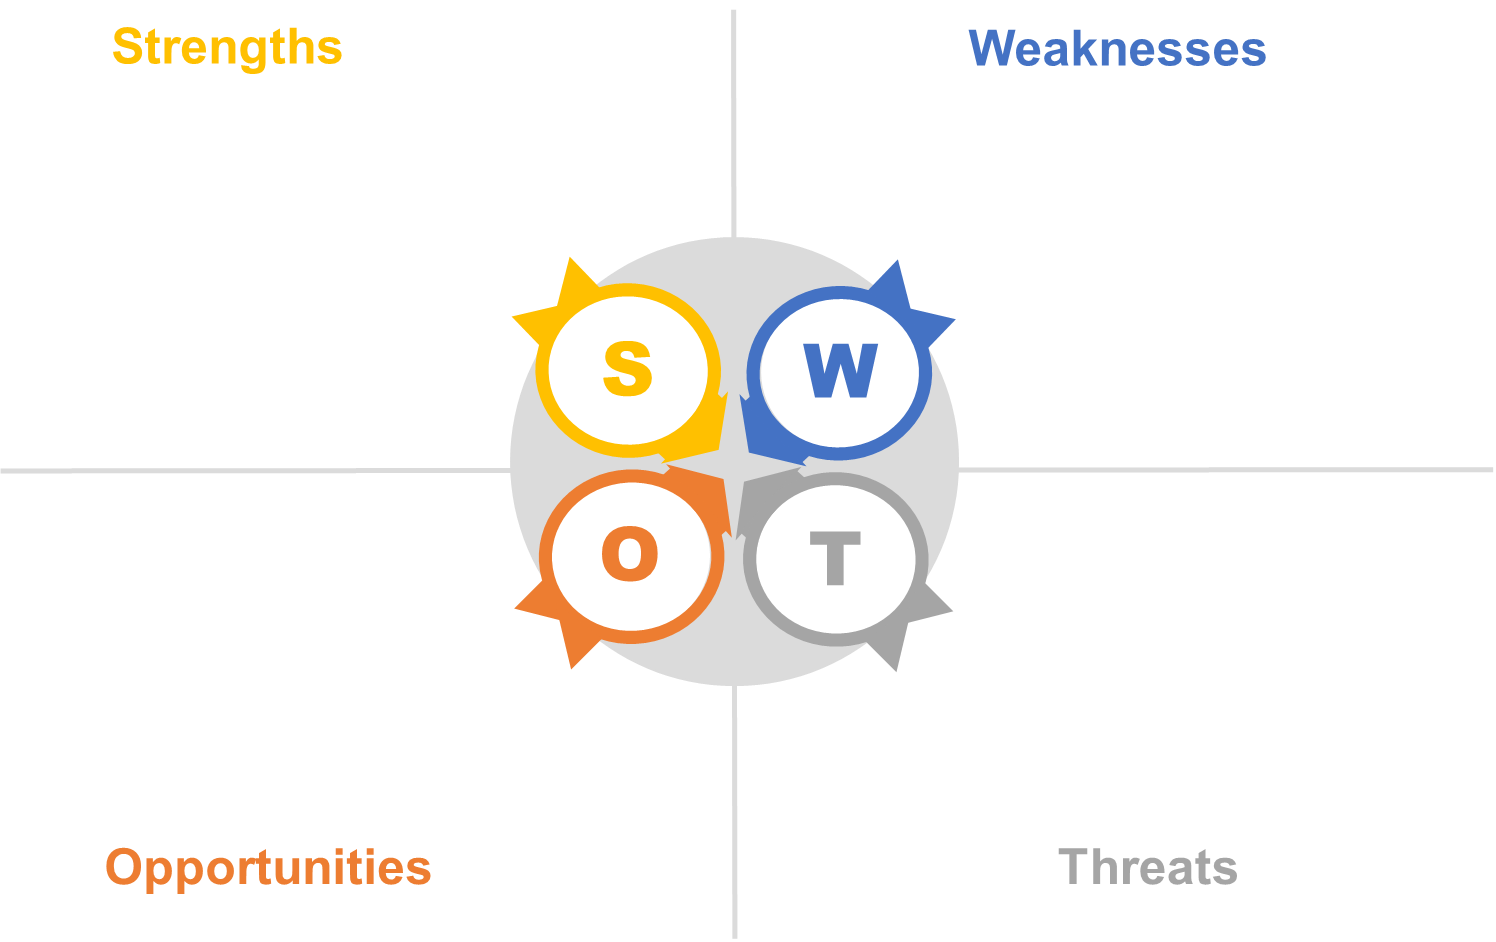 Strengths
Weaknesses
S
W
O
T
Opportunities
Threats